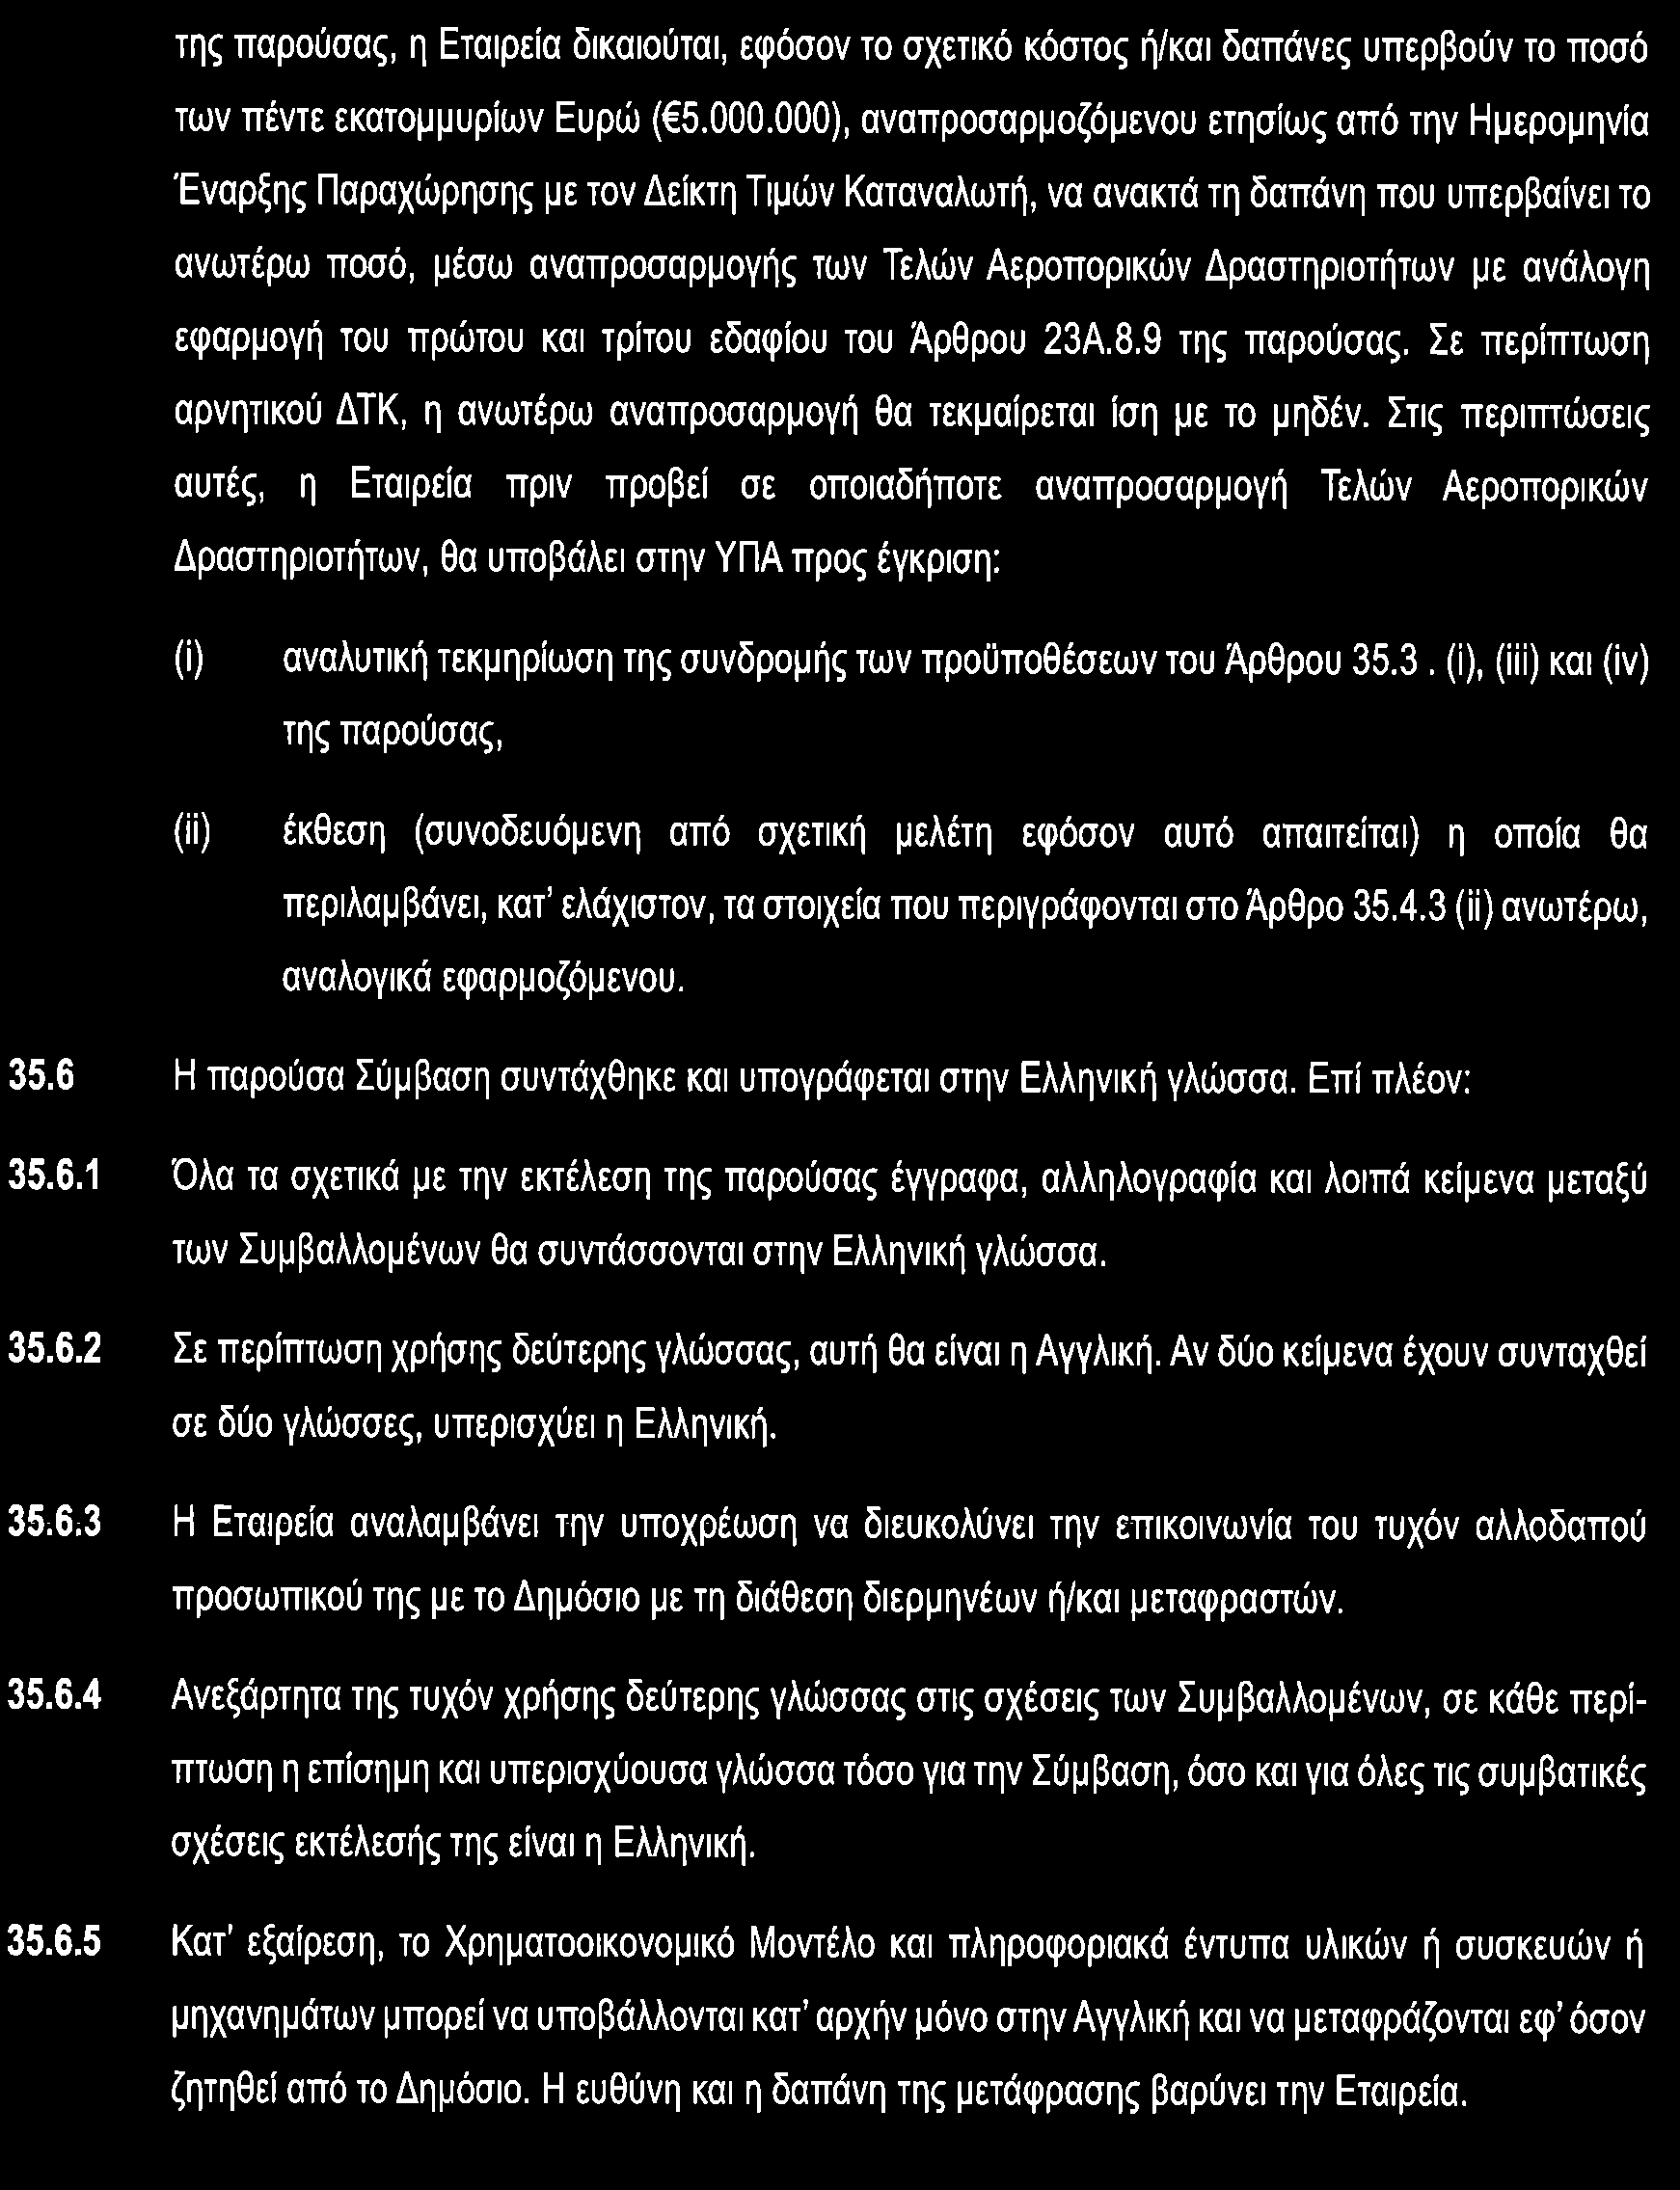 της παρούσας, η Εταιρεία δικαιούται, εφόσον το σχετικό κόστος ή/και δαπάνες υπερβούν το ποσό
των πέντε εκατομμυρίων Ευρώ (€5.000.000), αναπροσαρμοζόμενου ετησίως από την Ημερομηνία
Έναρξης Παραχώρησης με τον Δείκτη Τιμών Καταναλωτή, να ανακτά τη δαπάνη που υπερβαίνει το
ανωτέρω ποσό, μέσω αναπροσαρμογής των Τελών Αεροπορικών Δραστηριοτήτων με ανάλογη
εφαρμογή του πρώτου και τρίτου εδαφίου του Άρθρου 23Α.8.9 της παρούσας. Σε περίπτωση
αρνητικού ΔΤΚ, η ανωτέρω αναπροσαρμογή θα τεκμαίρεται ίση με το μηδέν. Στις περιπτώσεις
αυτές, η Εταιρεία πριν προβεί σε οποιαδήποτε αναπροσαρμογή Τελών Αεροπορικών
Δραστηριοτήτων, θα υποβάλει στην ΥΠΑ προς έγκριση:
(i) αναλυτική τεκμηρίωση της συνδρομής των προϋποθέσεων του Άρθρου 35.3 . (i), (iii) και (iv)
της παρούσας,
(ii) έκθεση (συνοδευόμενη από σχετική μελέτη εφόσον αυτό απαιτείται) η οποία θα
περιλαμβάνει, κατ’ ελάχιστον, τα στοιχεία που περιγράφονται στο Άρθρο 35.4.3 (ii) ανωτέρω,
αναλογικά εφαρμοζόμενου.
35.6 Η παρούσα Σύμβαση συντάχθηκε και υπογράφεται στην Ελληνική γλώσσα. Επί πλέον:
35.6.1 Όλα τα σχετικά με την εκτέλεση της παρούσας έγγραφα, αλληλογραφία και λοιπά κείμενα μεταξύ
των Συμβαλλομένων θα συντάσσονται στην Ελληνική γλώσσα.
35.6.2 Σε περίπτωση χρήσης δεύτερης γλώσσας, αυτή θα είναι η Αγγλική. Αν δύο κείμενα έχουν συνταχθεί
σε δύο γλώσσες, υπερισχύει η Ελληνική.
35.6.3 Η Εταιρεία αναλαμβάνει την υποχρέωση να διευκολύνει την επικοινωνία του τυχόν αλλοδαπού
προσωπικού της με το Δημόσιο με τη διάθεση διερμηνέων ή/και μεταφραστών.
35.6.4 Ανεξάρτητα της τυχόν χρήσης δεύτερης γλώσσας στις σχέσεις των Συμβαλλομένων, σε κάθε περί-
πτωση η επίσημη και υπερισχύουσα γλώσσα τόσο για την Σύμβαση, όσο και για όλες τις συμβατικές
σχέσεις εκτέλεσής της είναι η Ελληνική.
35.6.5 Κατ’ εξαίρεση, το Χρηματοοικονομικό Μοντέλο και πληροφοριακά έντυπα υλικών ή συσκευών ή
μηχανημάτων μπορεί να υποβάλλονται κατ’ αρχήν μόνο στην Αγγλική και να μεταφράζονται εφ’ όσον
ζητηθεί από το Δημόσιο. Η ευθύνη και η δαπάνη της μετάφρασης βαρύνει την Εταιρεία.